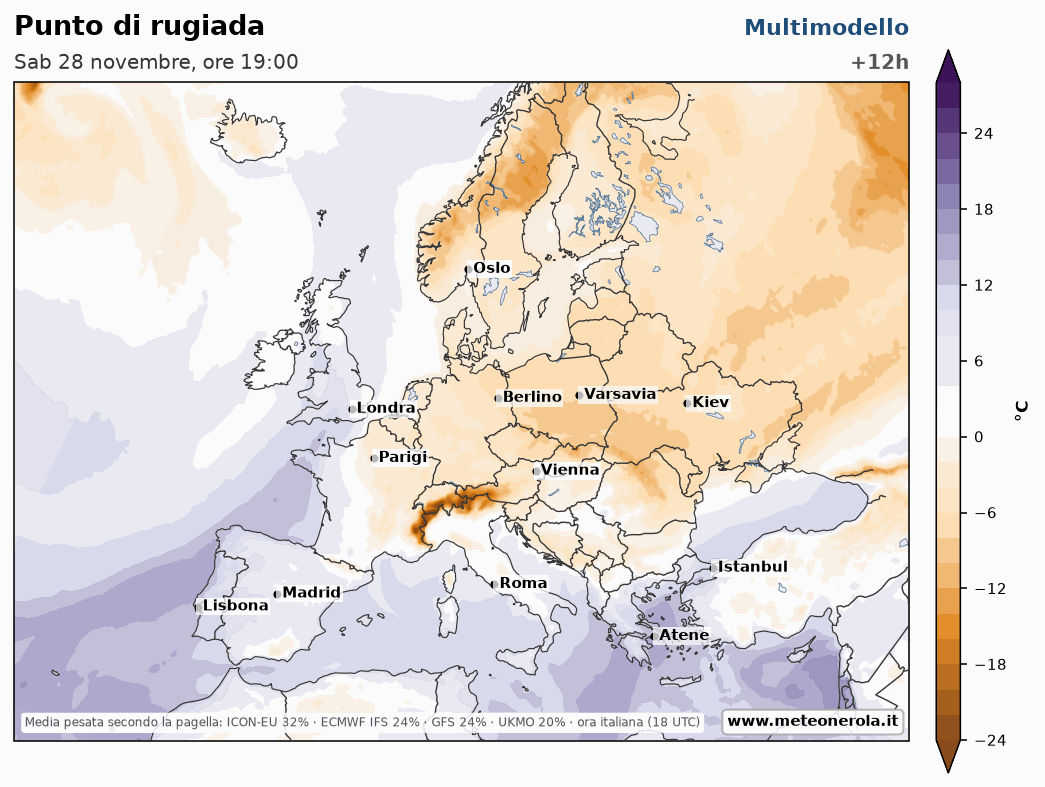 Punto di rugiada
Multimodello
Sab 28 novembre, ore 19:00
+12h
24
18
12
6
0
−6
−12
−18
−24
°C
Oslo
Berlino
Varsavia
Kiev
Londra
Parigi
Vienna
Istanbul
Roma
Madrid
Lisbona
Atene
Media pesata secondo la pagella: ICON-EU 32% · ECMWF IFS 24% · GFS 24% · UKMO 20% · ora italiana (18 UTC)
www.meteonerola.it